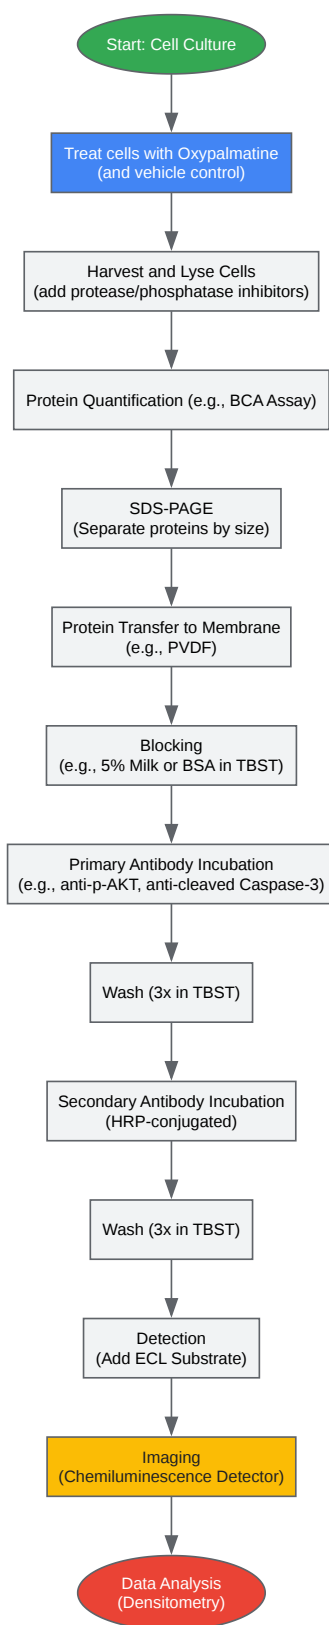 Start: Cell Culture
Treat cells with Oxypalmatine
(and vehicle control)
Harvest and Lyse Cells
(add protease/phosphatase inhibitors)
Protein Quantification (e.g., BCA Assay)
SDS-PAGE
(Separate proteins by size)
Protein Transfer to Membrane
(e.g., PVDF)
Blocking
(e.g., 5% Milk or BSA in TBST)
Primary Antibody Incubation
(e.g., anti-p-AKT, anti-cleaved Caspase-3)
Wash (3x in TBST)
Secondary Antibody Incubation
(HRP-conjugated)
Wash (3x in TBST)
Detection
(Add ECL Substrate)
Imaging
(Chemiluminescence Detector)
Data Analysis
(Densitometry)